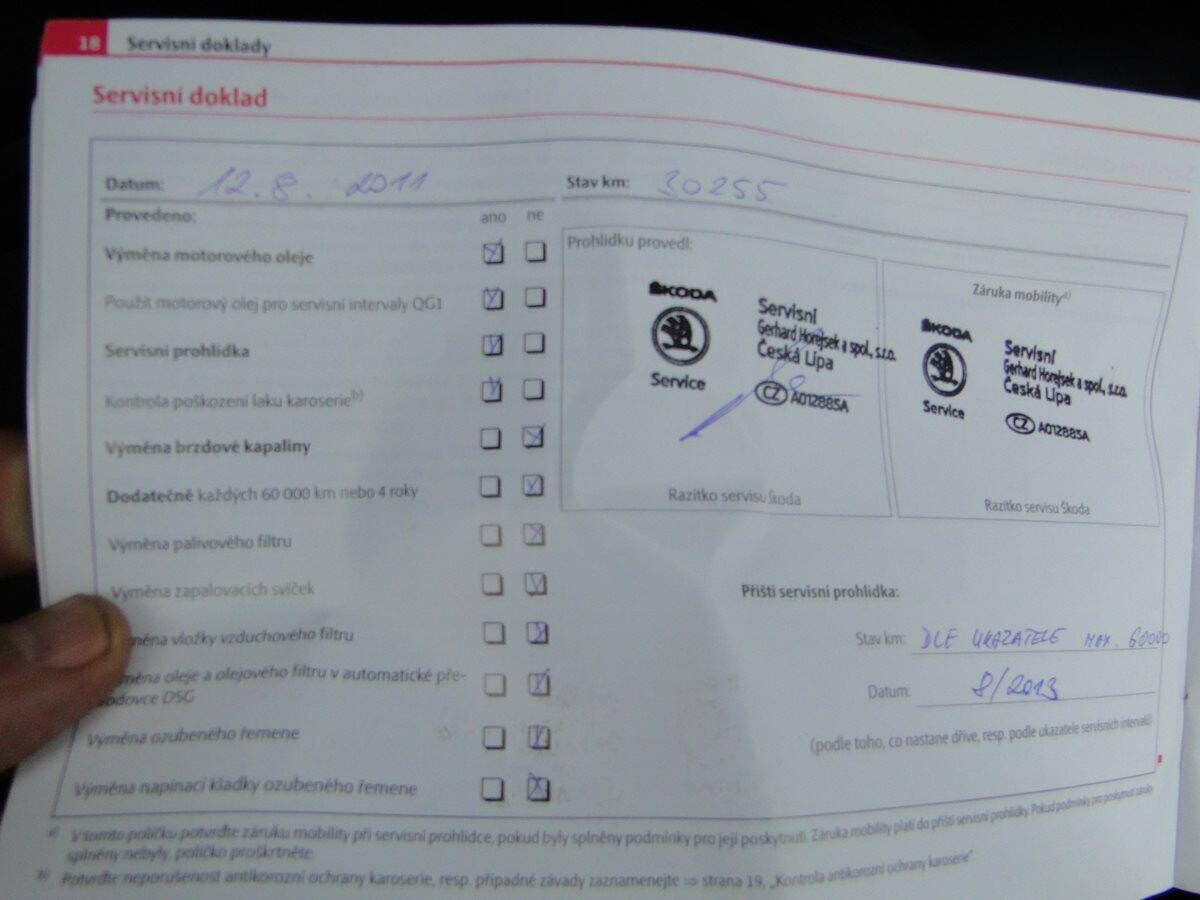 18 Servisní doklady
Servisní doklad
Datum: 12.8. 2011 Stav km: 30255
Provedeno: ano ne
Výměna motorového oleje
Použit motorový olej pro servisní intervaly QG1
Servisní prohlídka
Kontrola poškození laku karoserie b)
Výměna brzdové kapaliny
Dodatečně každých 60 000 km nebo 4 roky
Výměna palivového filtru
Výměna zapalovacích svíček
měna vložky vzduchového filtru
měna oleje a olejového filtru v automatické pře-
vodovce DSG
Výměna ozubeného řemene
Výměna napínací kladky ozubeného řemene
Prohlídku provedl:
ŠKODA
Service
Servisní
Gerhard Horejsek a spol., s.r.o.
Česká Lípa
CZ A01288SA
Razítko servisu Škoda
Záruka mobility a)
ŠKODA
Service
Servisní
Gerhard Horejsek a spol., s.r.o.
Česká Lípa
CZ A01288SA
Razítko servisu Škoda
Příští servisní prohlídka:
Stav km: DLE UKAZATELE MAX. 60000
Datum: 8/2013
(podle toho, co nastane dříve, resp. podle ukazatele servisních intervalů)
a) V tomto políčku potvrďte záruku mobility při servisní prohlídce, pokud byly splněny podmínky pro její poskytnutí. Záruka mobility platí do příští servisní prohlídky. Pokud podmínky pro poskytnutí záruky
splněny nebyly, políčko proškrtněte.
b) Potvrďte neporušenost antikorozní ochrany karoserie, resp. případné závady zaznamenejte ⇒ strana 19, „Kontrola antikorozní ochrany karoserie"